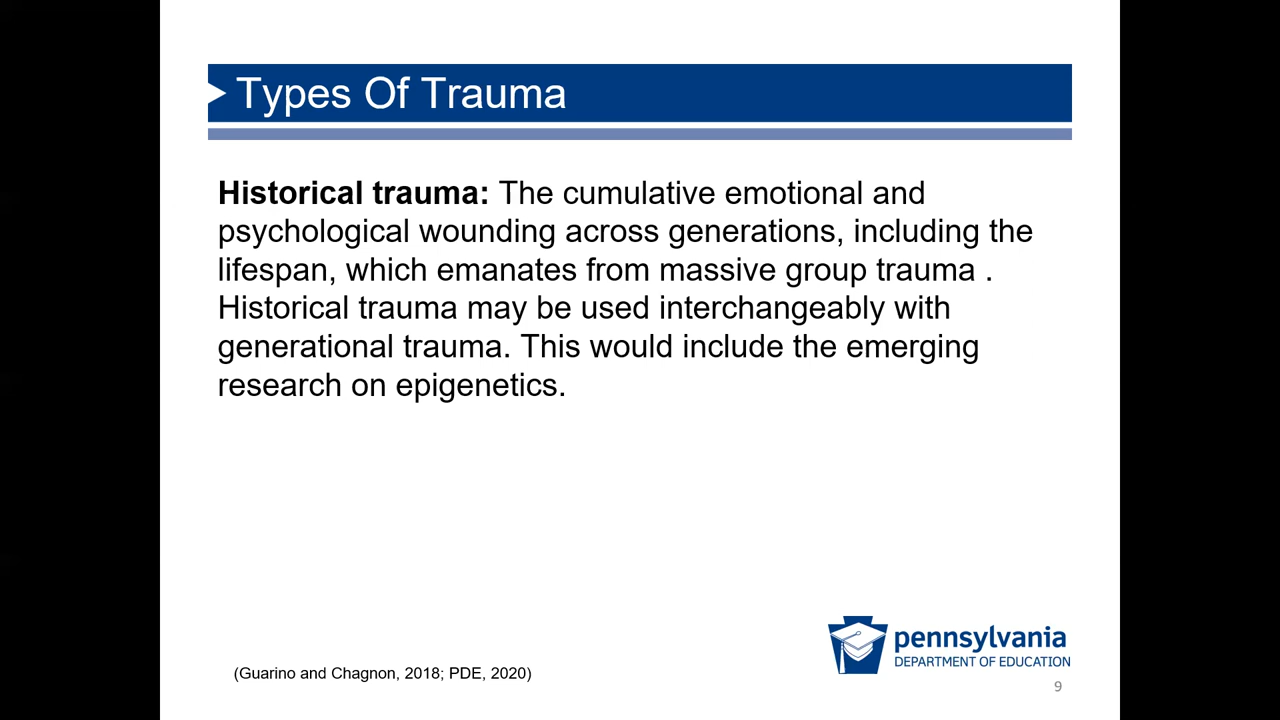 Types Of Trauma
Historical trauma: The cumulative emotional and
psychological wounding across generations, including the
lifespan, which emanates from massive group trauma .
Historical trauma may be used interchangeably with
generational trauma. This would include the emerging
research on epigenetics.
pennsylvania
DEPARTMENT OF EDUCATION
(Guarino and Chagnon, 2018; PDE, 2020)
9